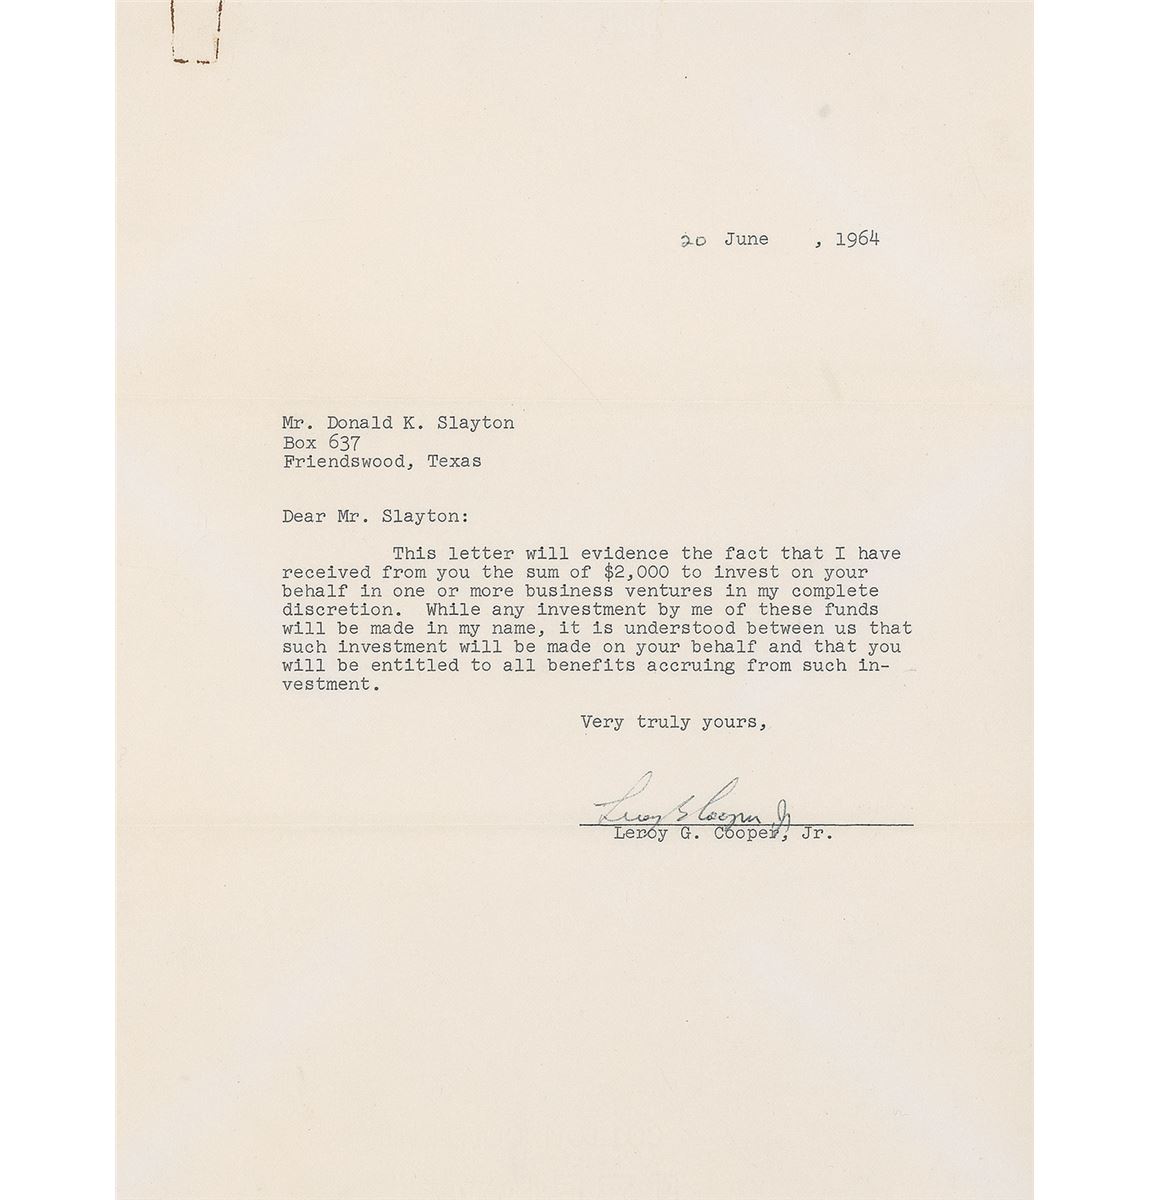 20 June , 1964
Mr. Donald K. Slayton
Box 637
Friendswood, Texas
Dear Mr. Slayton:
This letter will evidence the fact that I have
received from you the sum of $2,000 to invest on your
behalf in one or more business ventures in my complete
discretion. While any investment by me of these funds
will be made in my name, it is understood between us that
such investment will be made on your behalf and that you
will be entitled to all benefits accruing from such in-
vestment.
Very truly yours,
Leroy G Cooper Jr
Leroy G. Cooper, Jr.